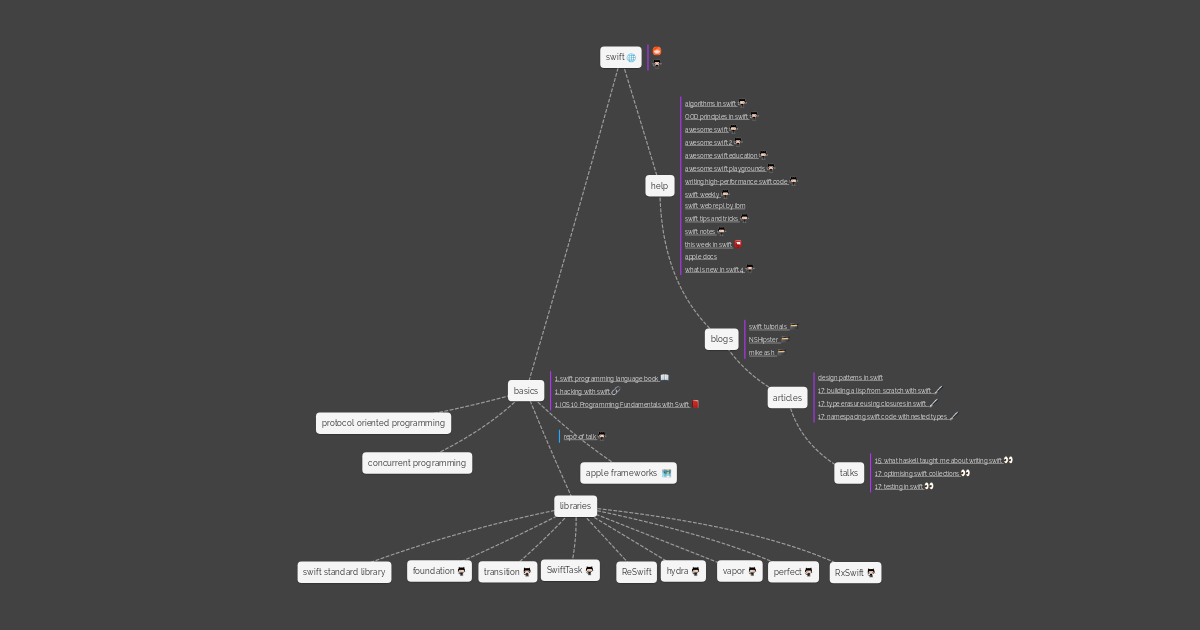 swift
algorithms in swift
OOD principles in swift
awesome swift
awesome swift 2
awesome swift education
awesome swift playgrounds
writing high-performance swift code
help
swift weekly
swift web repl by ibm
swift tips and tricks
swift notes
this week in swift
apple docs
what is new in swift 4
swift tutorials
blogs
NSHipster
mike ash
basics
1. swift programming language book
1. hacking with swift
1. iOS 10 Programming Fundamentals with Swift
design patterns in swift
articles
17. building a lisp from scratch with swift
17. type erasure using closures in swift
17. namespacing swift code with nested types
protocol oriented programming
repo of talk
concurrent programming
apple frameworks
talks
16. what haskell taught me about writing swift
17. optimising swift collections
17. testing in swift
libraries
swift standard library
foundation
transition
SwiftTask
ReSwift
hydra
vapor
perfect
RxSwift